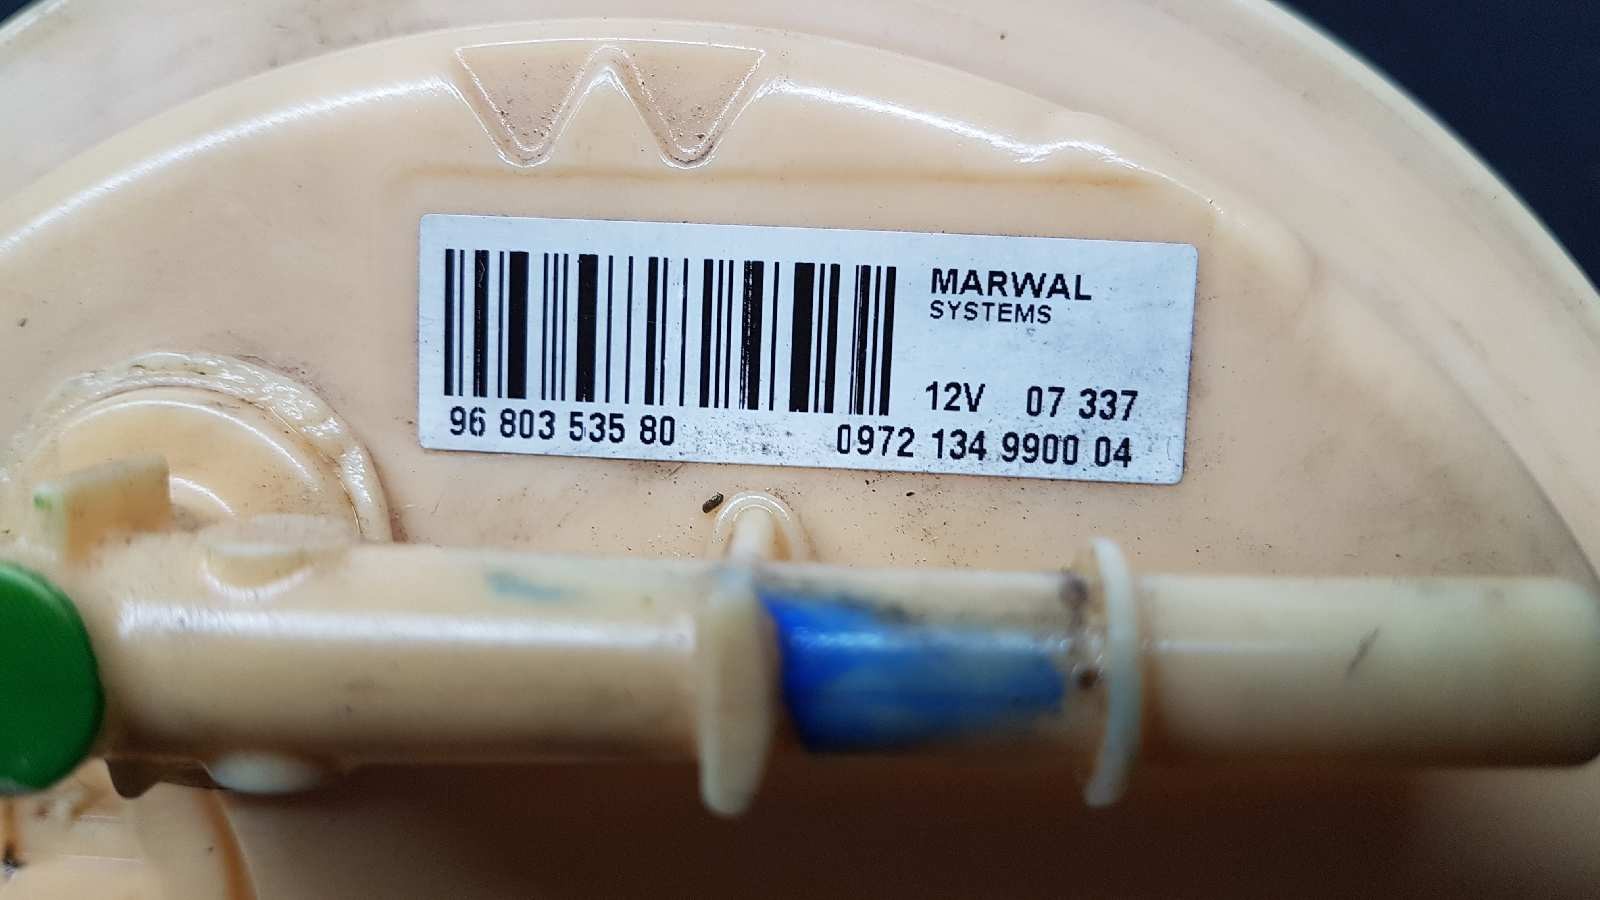 MARWAL
SYSTEMS
12V 07 337
96 803 535 80 0972 134 9900 04